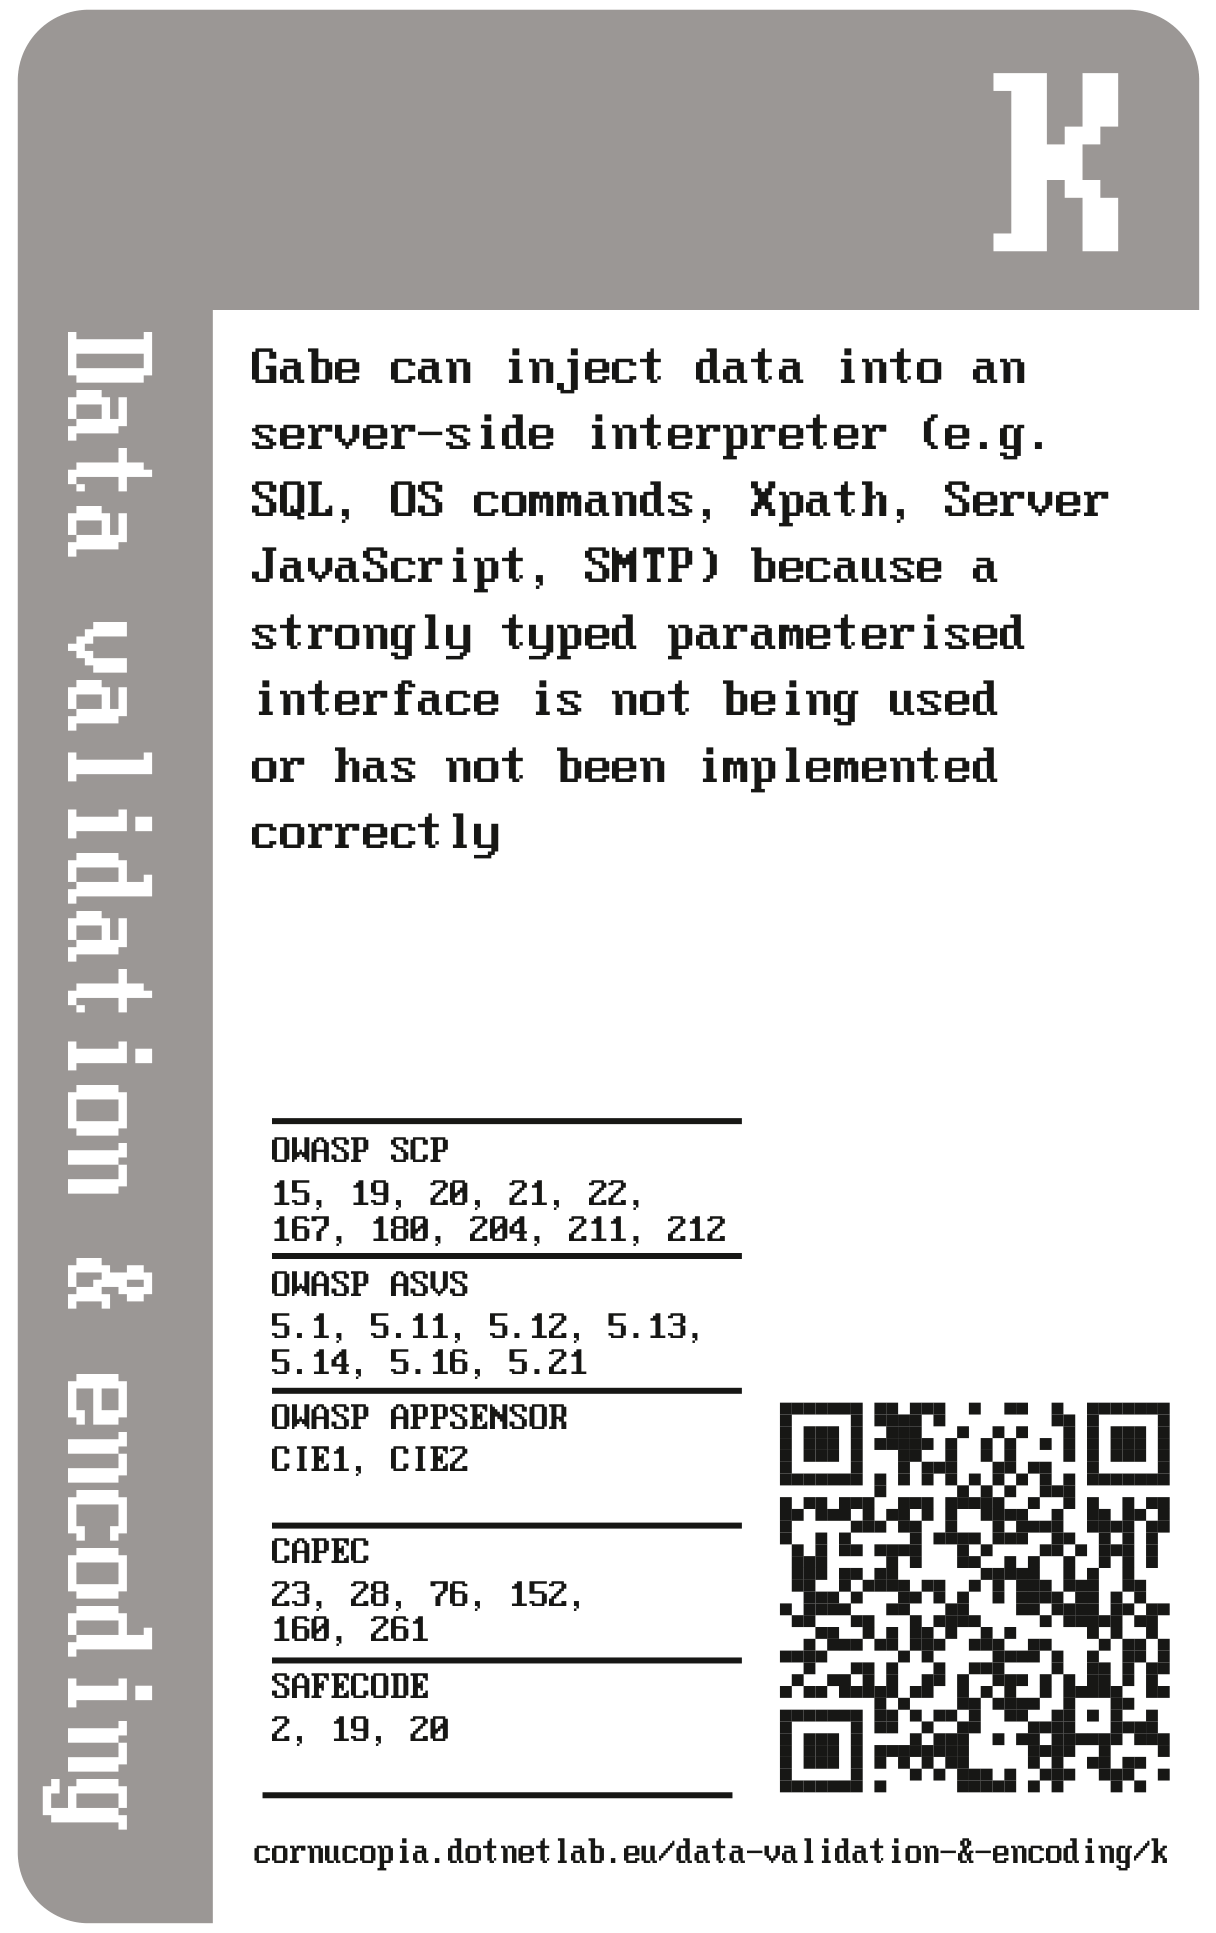 K
Data validation & encoding
Gabe can inject data into an
server-side interpreter (e.g.
SQL, OS commands, Xpath, Server
JavaScript, SMTP) because a
strongly typed parameterised
interface is not being used
or has not been implemented
correctly
OWASP SCP
15, 19, 20, 21, 22,
167, 180, 204, 211, 212
OWASP ASVS
5.1, 5.11, 5.12, 5.13,
5.14, 5.16, 5.21
OWASP APPSENSOR
CIE1, CIE2
CAPEC
23, 28, 76, 152,
160, 261
SAFECODE
2, 19, 20
cornucopia.dotnetlab.eu/data-validation-&-encoding/k